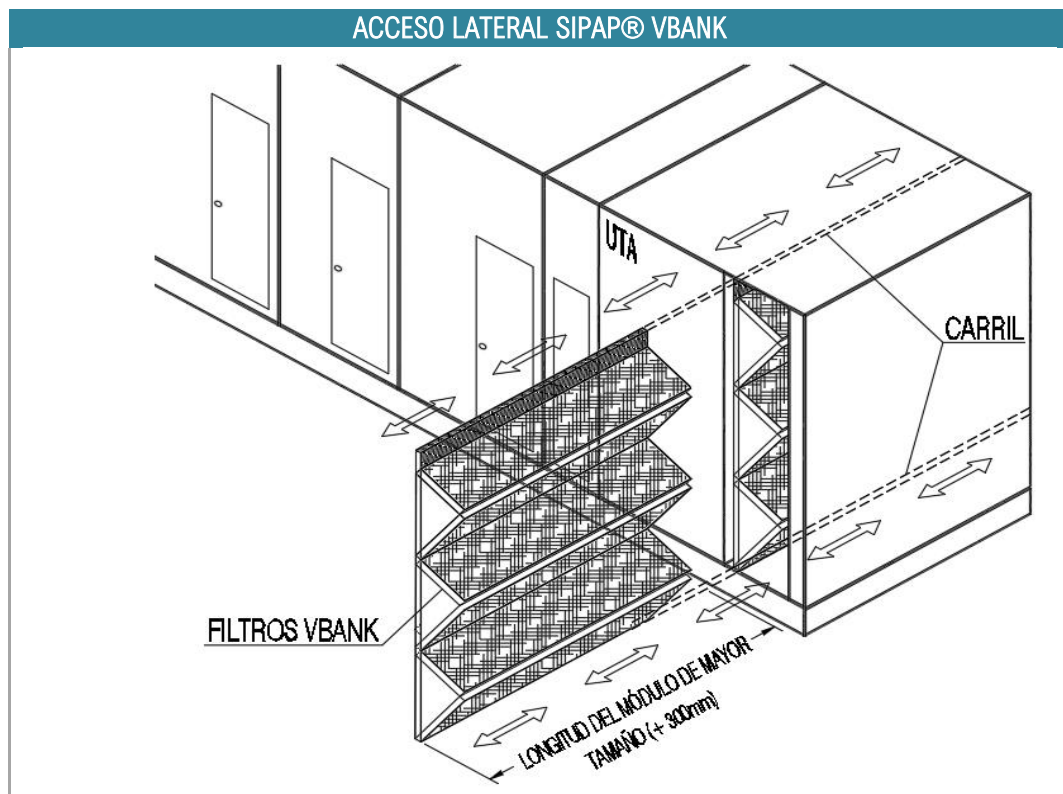 ACCESO LATERAL SIPAP® VBANK
UTA
CARRIL
FILTROS VBANK
LONGITUD DEL MÓDULO DE MAYOR
TAMAÑO (+ 300mm)